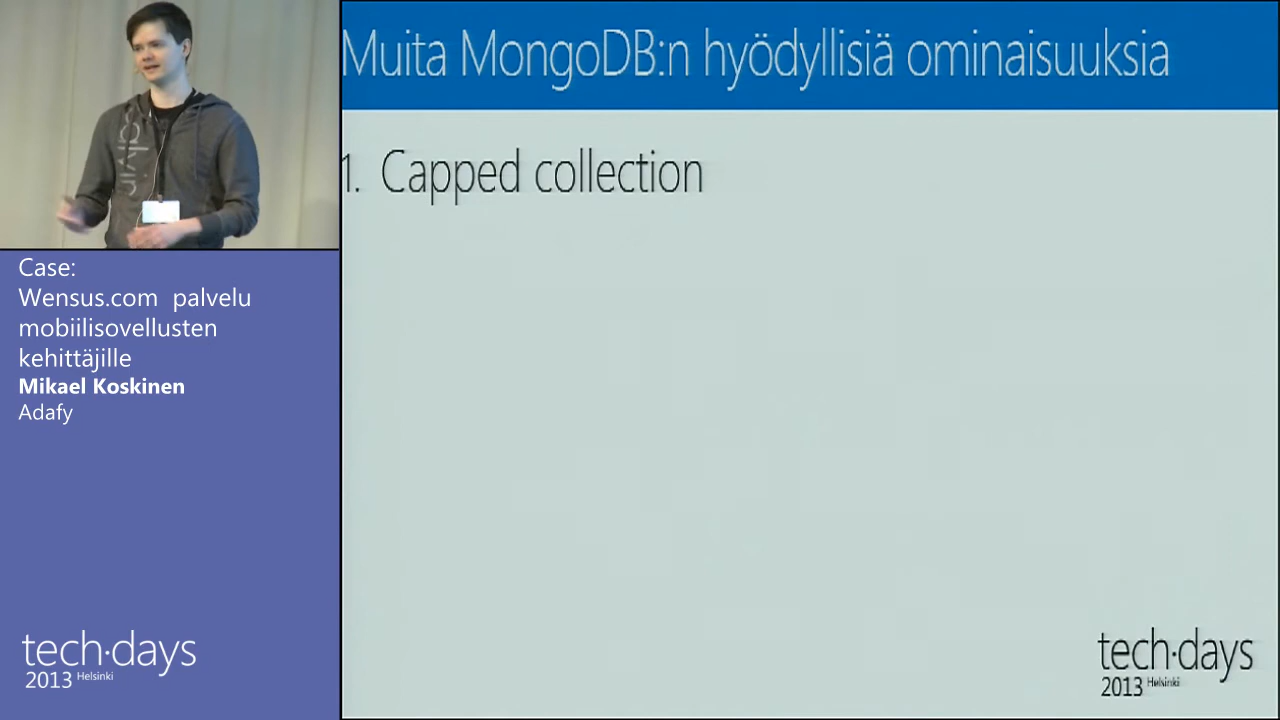 Muita MongoDB:n hyödyllisiä ominaisuuksia
1. Capped collection
Case:
Wensus.com palvelu
mobiilisovellusten
kehittäjille
Mikael Koskinen
Adafy
tech·days
2013 Helsinki
tech·days
2013 Helsinki